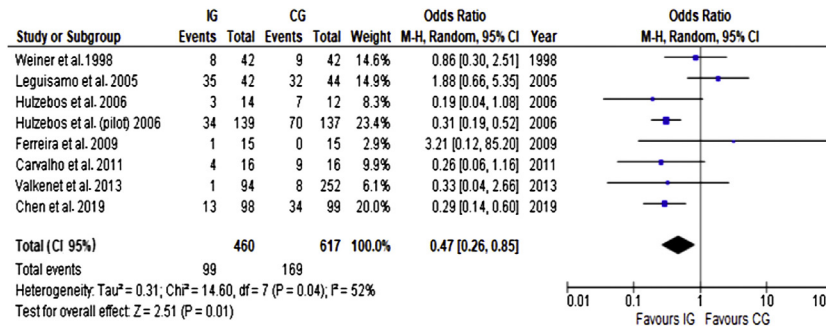 IG CG Odds Ratio Odds Ratio
Study or Subgroup Events Total Events Total Weight M-H, Random, 95% CI Year M-H, Random, 95% CI
Weiner et al.1998 8 42 9 42 14.6% 0.86 [0.30, 2.51] 1998
Leguisamo et al. 2005 35 42 32 44 14.9% 1.88 [0.66, 5.35] 2005
Hulzebos et al. 2006 3 14 7 12 8.3% 0.19 [0.04, 1.08] 2006
Hulzebos et al. (pilot) 2006 34 139 70 137 23.4% 0.31 [0.19, 0.52] 2006
Ferreira et al. 2009 1 15 0 15 2.9% 3.21 [0.12, 85.20] 2009
Carvalho et al. 2011 4 16 9 16 9.9% 0.26 [0.06, 1.16] 2011
Valkenet et al. 2013 1 94 8 252 6.1% 0.33 [0.04, 2.66] 2013
Chen et al. 2019 13 98 34 99 20.0% 0.29 [0.14, 0.60] 2019
Total (CI 95%) 460 617 100.0% 0.47 [0.26, 0.85]
Total events 99 169
Heterogeneity: Tau² = 0.31; Chi² = 14.60, df = 7 (P = 0.04); I² = 52%
Test for overall effect: Z = 2.51 (P = 0.01)
0.01 0.1 1 10 100
Favours IG Favours CG